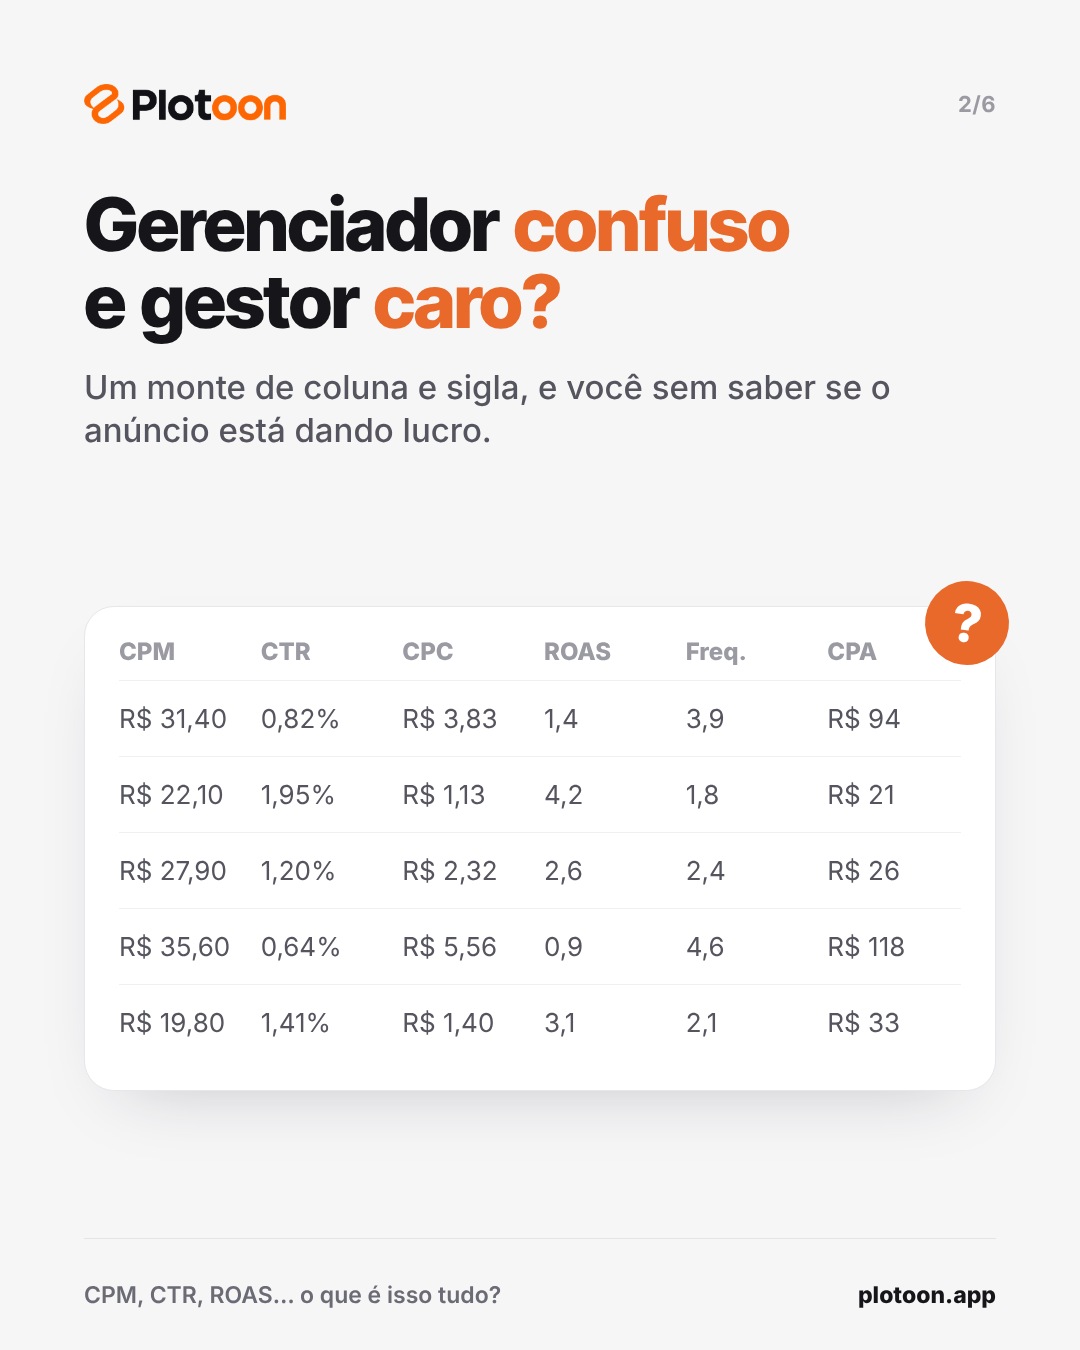 Plotoon
2/6
Gerenciador confuso
e gestor caro?
Um monte de coluna e sigla, e você sem saber se o
anúncio está dando lucro.
?
CPM CTR CPC ROAS Freq. CPA
R$ 31,40 0,82% R$ 3,83 1,4 3,9 R$ 94
R$ 22,10 1,95% R$ 1,13 4,2 1,8 R$ 21
R$ 27,90 1,20% R$ 2,32 2,6 2,4 R$ 26
R$ 35,60 0,64% R$ 5,56 0,9 4,6 R$ 118
R$ 19,80 1,41% R$ 1,40 3,1 2,1 R$ 33
CPM, CTR, ROAS... o que é isso tudo?
plotoon.app